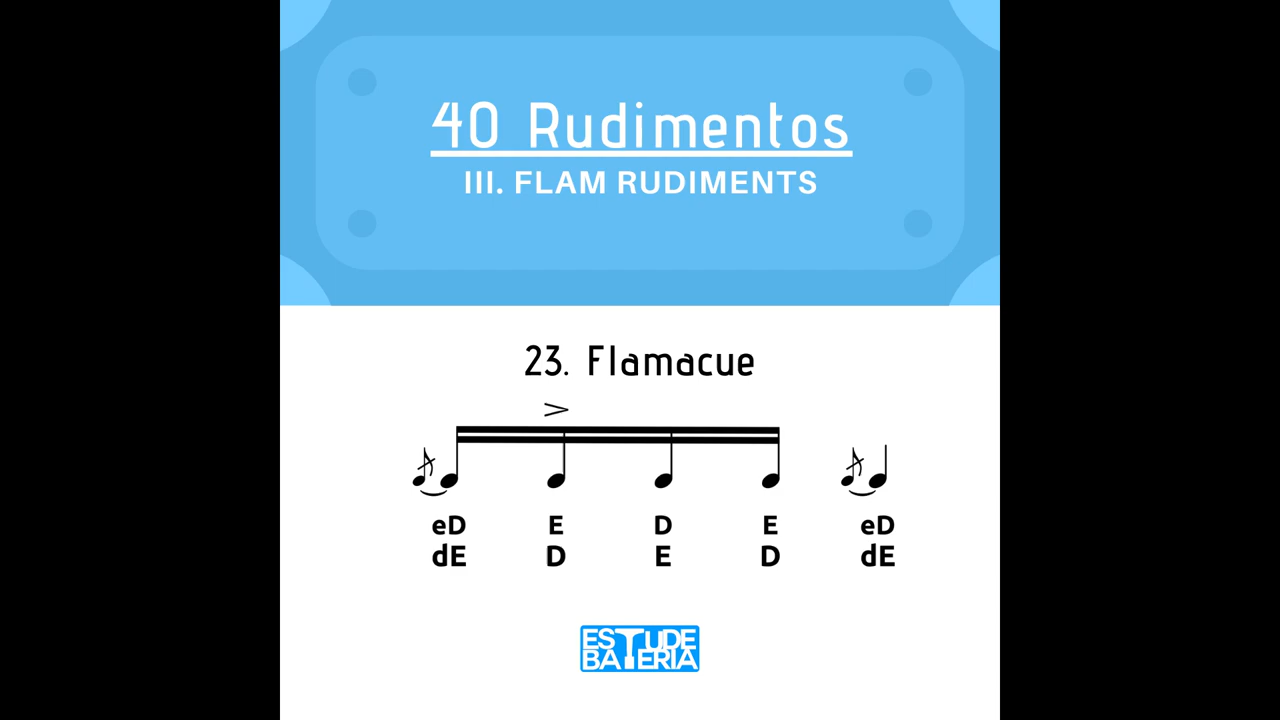 40 Rudimentos
III. FLAM RUDIMENTS
23. Flamacue
>
eD E D E eD
dE D E D dE
ESTUDE
BATERIA